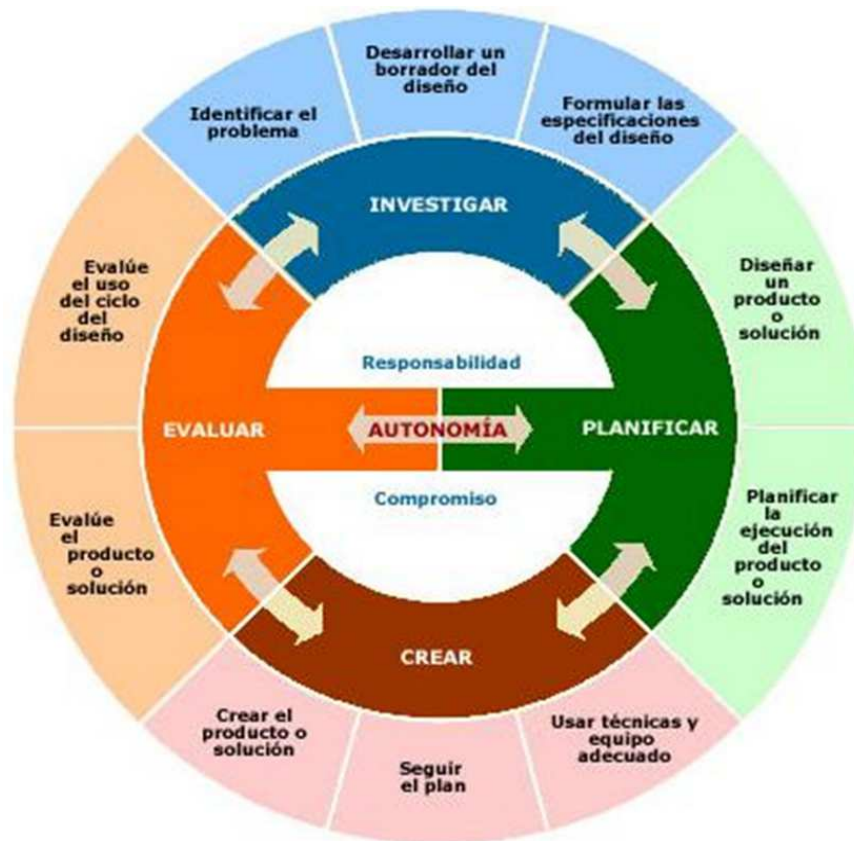 Desarrollar un
borrador del
diseño
Identificar el
problema
Formular las
especificaciones
del diseño
INVESTIGAR
Evalúe
el uso
del ciclo
del
diseño
Diseñar
un
producto
o
solución
Responsabilidad
EVALUAR
AUTONOMÍA
PLANIFICAR
Compromiso
Evalúe
el
producto
o
solución
Planificar
la
ejecución
del
producto
o
solución
CREAR
Crear el
producto o
solución
Seguir
el plan
Usar técnicas y
equipo
adecuado